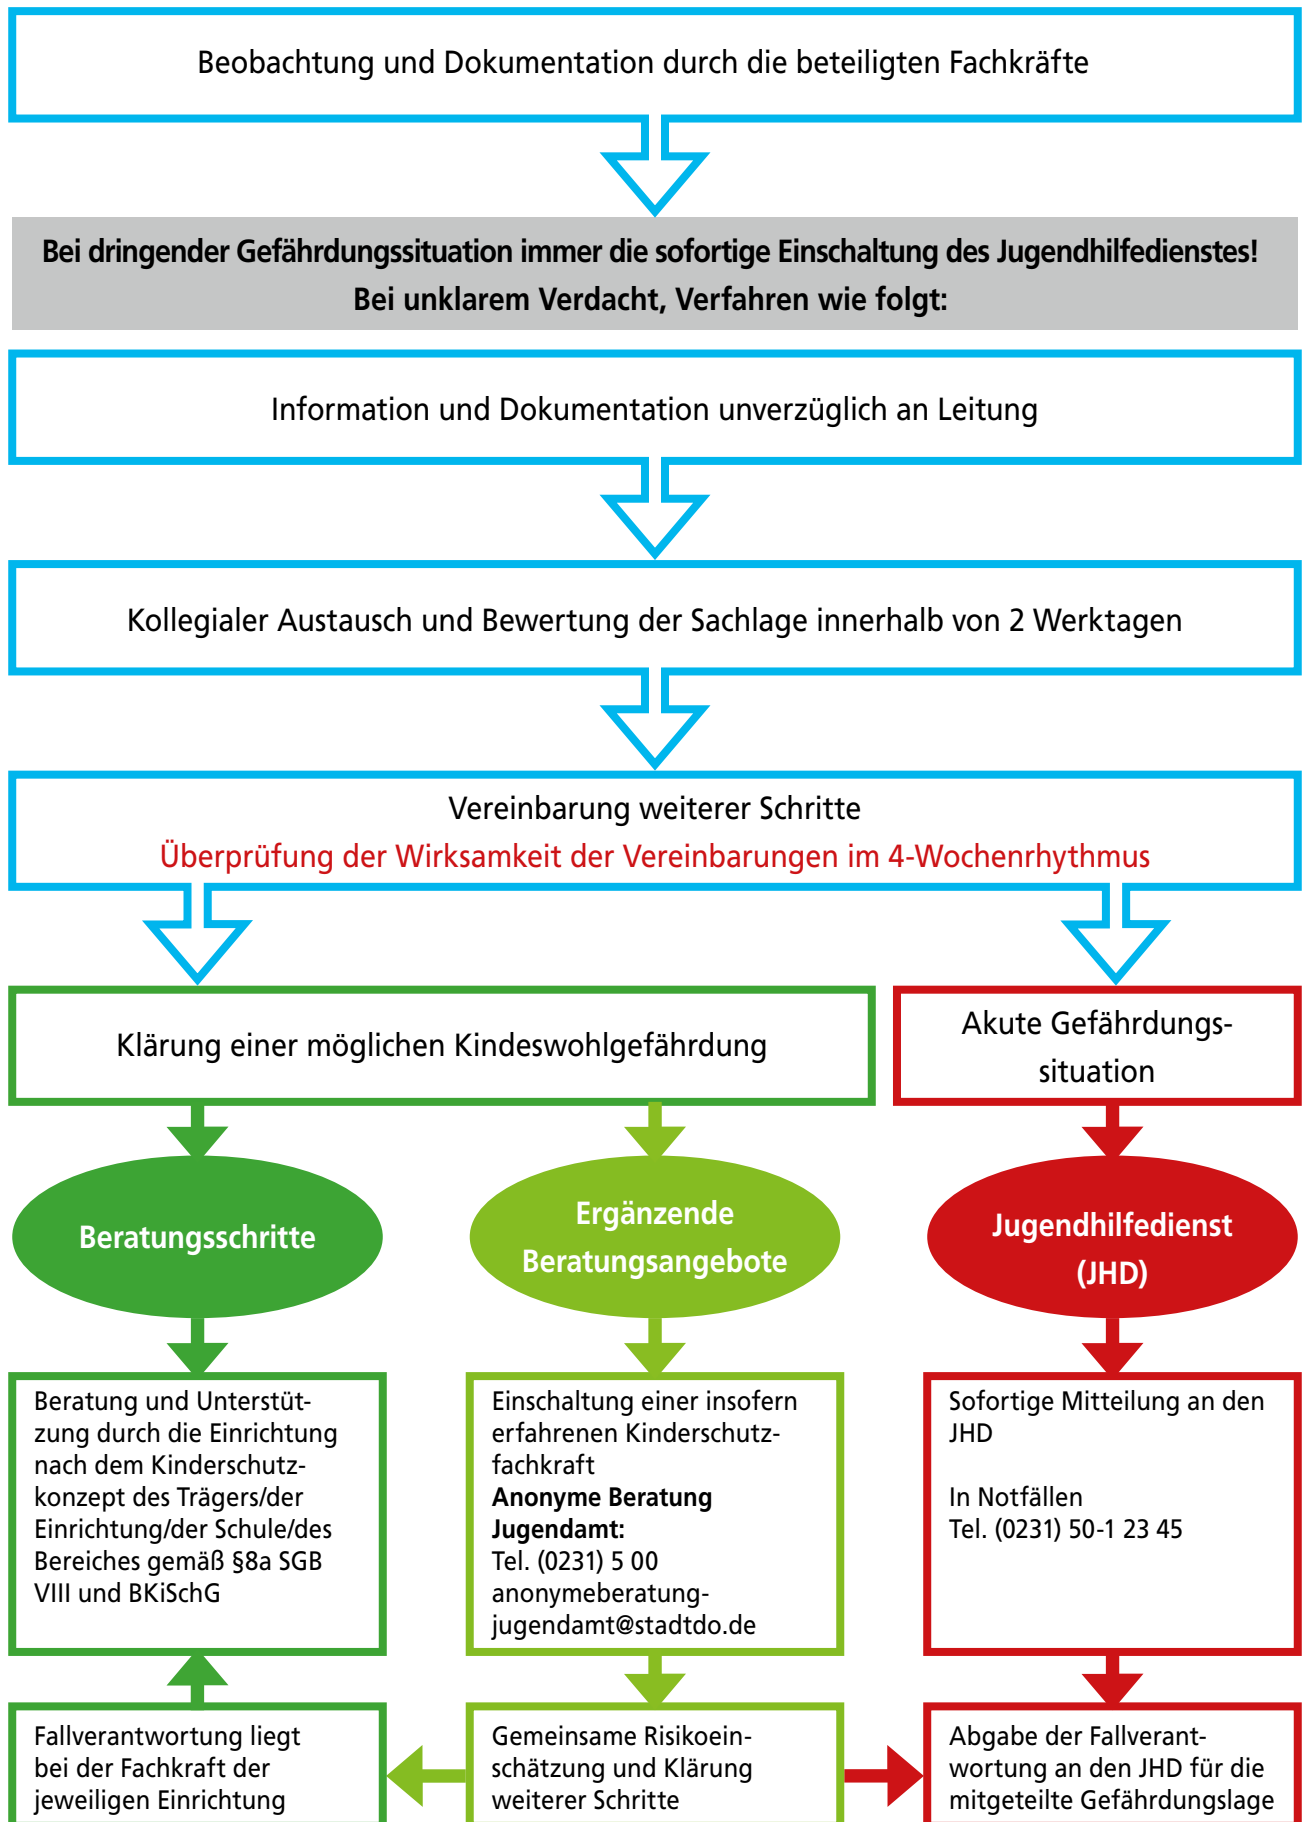 Beobachtung und Dokumentation durch die beteiligten Fachkräfte
Bei dringender Gefährdungssituation immer die sofortige Einschaltung des Jugendhilfedienstes!
Bei unklarem Verdacht, Verfahren wie folgt:
Information und Dokumentation unverzüglich an Leitung
Kollegialer Austausch und Bewertung der Sachlage innerhalb von 2 Werktagen
Vereinbarung weiterer Schritte
Überprüfung der Wirksamkeit der Vereinbarungen im 4-Wochenrhythmus
Klärung einer möglichen Kindeswohlgefährdung
Akute Gefährdungs-
situation
Beratungsschritte
Ergänzende
Beratungsangebote
Jugendhilfedienst
(JHD)
Beratung und Unterstüt-
zung durch die Einrichtung
nach dem Kinderschutz-
konzept des Trägers/der
Einrichtung/der Schule/des
Bereiches gemäß §8a SGB
VIII und BKiSchG
Einschaltung einer insofern
erfahrenen Kinderschutz-
fachkraft
Anonyme Beratung
Jugendamt:
Tel. (0231) 5 00
anonymeberatung-
jugendamt@stadtdo.de
Sofortige Mitteilung an den
JHD
In Notfällen
Tel. (0231) 50-1 23 45
Fallverantwortung liegt
bei der Fachkraft der
jeweiligen Einrichtung
Gemeinsame Risikoein-
schätzung und Klärung
weiterer Schritte
Abgabe der Fallverant-
wortung an den JHD für die
mitgeteilte Gefährdungslage